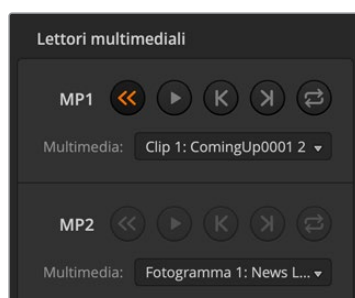 Lettori multimediali
MP1
Multimedia: Clip 1: ComingUp0001 2
MP2
Multimedia: Fotogramma 1: News L...